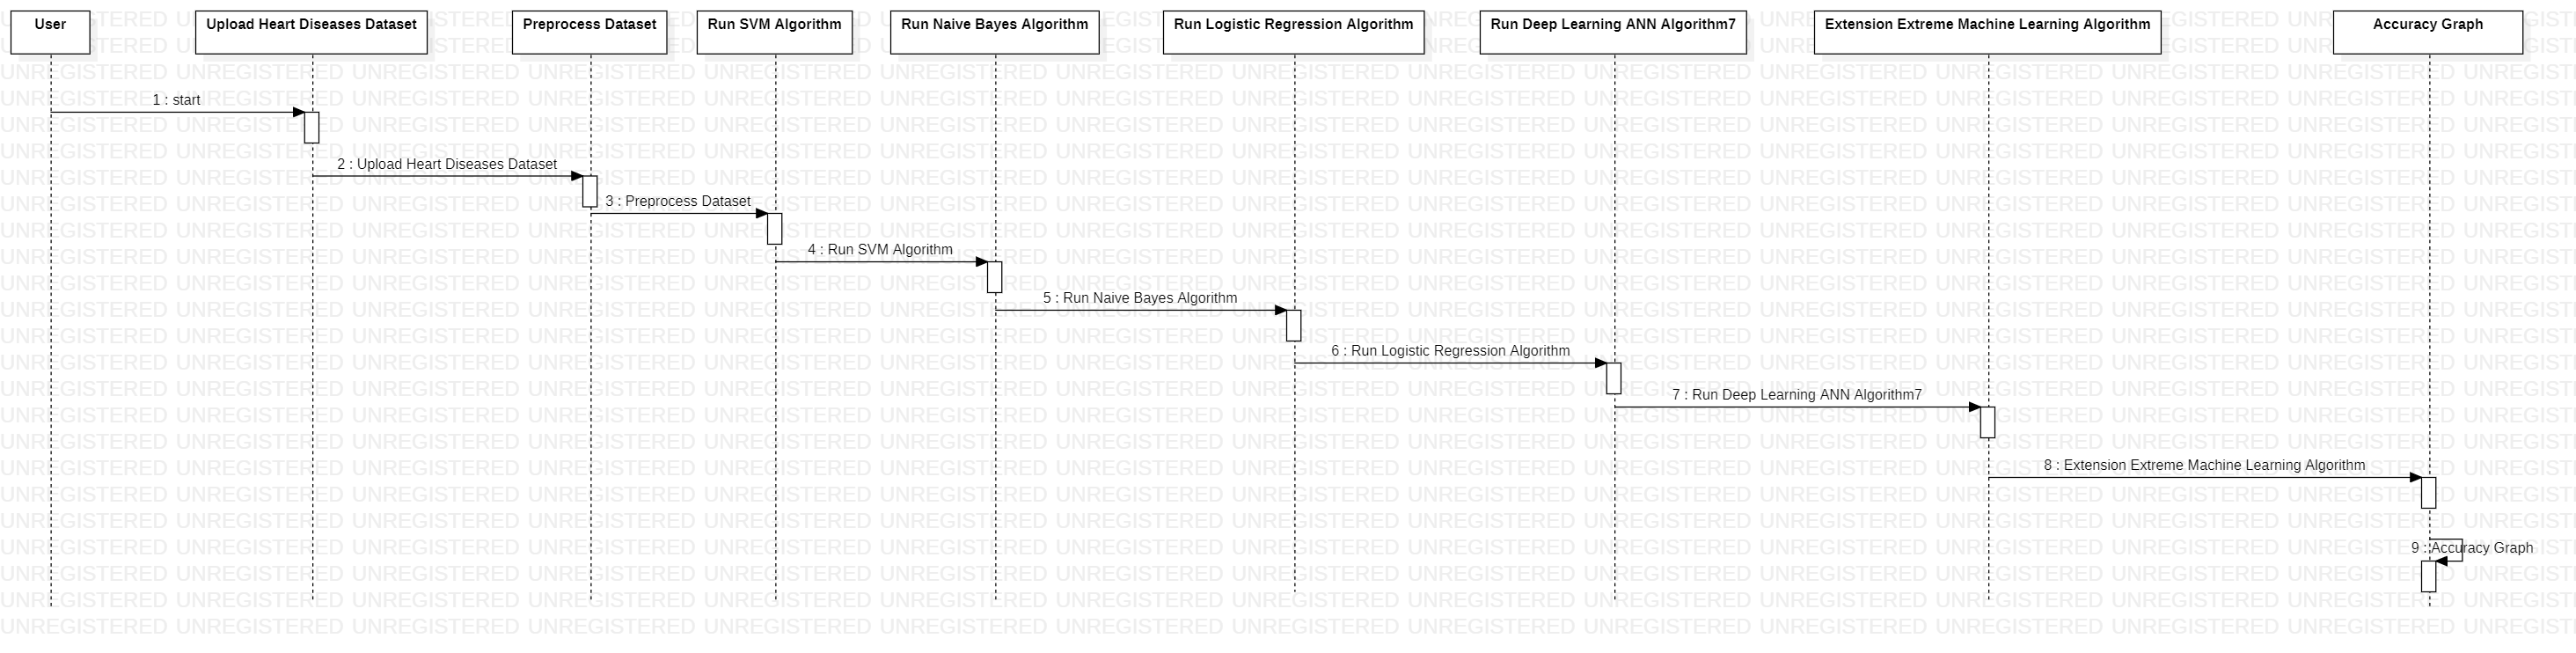 User
Upload Heart Diseases Dataset
Preprocess Dataset
Run SVM Algorithm
Run Naive Bayes Algorithm
Run Logistic Regression Algorithm
Run Deep Learning ANN Algorithm7
Extension Extreme Machine Learning Algorithm
Accuracy Graph
1 : start
2 : Upload Heart Diseases Dataset
3 : Preprocess Dataset
4 : Run SVM Algorithm
5 : Run Naive Bayes Algorithm
6 : Run Logistic Regression Algorithm
7 : Run Deep Learning ANN Algorithm7
8 : Extension Extreme Machine Learning Algorithm
9 : Accuracy Graph
UNREGISTERED